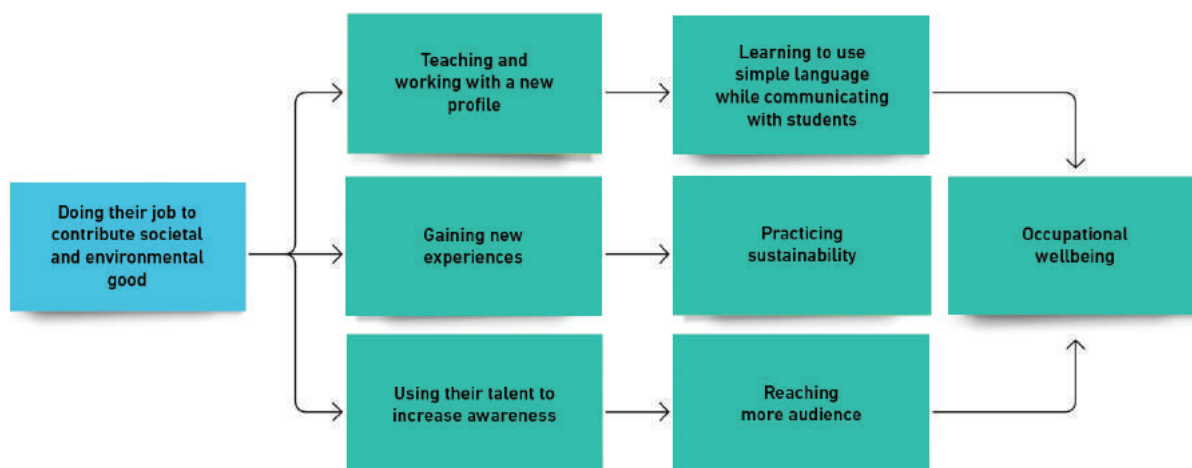 Doing their job to
contribute societal
and environmental
good
Teaching and
working with a new
profile
Learning to use
simple language
while communicating
with students
Gaining new
experiences
Practicing
sustainability
Occupational
wellbeing
Using their talent to
increase awareness
Reaching
more audience